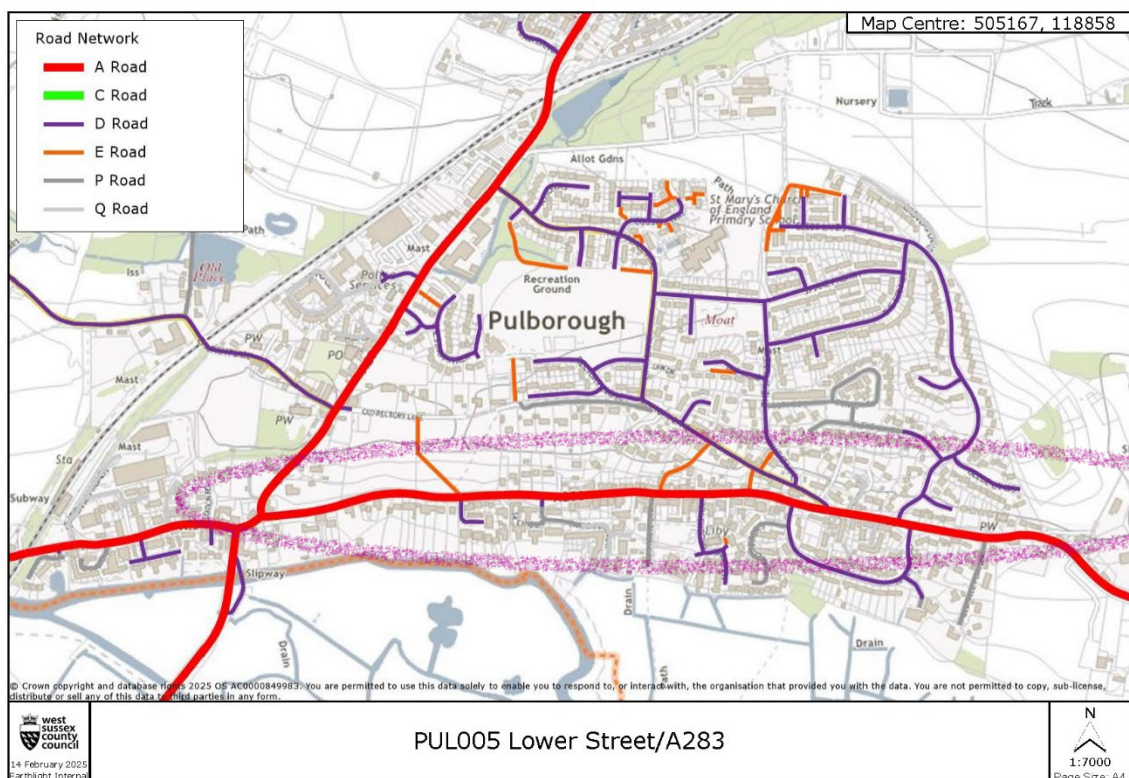 Map Centre: 505167, 118858
Road Network
A Road
C Road
D Road
E Road
P Road
Q Road
Nursery
Track
Allot Gdns
Path
St Mary's Church
of England
Primary School
Path
Mast
Iss
Old
Place
Recreation
Ground
Pulborough
Moat
PW
PO
Mast
Mast
OLD RECTORY LANE
PW
Mast
Sta
Subway
PW
Slipway
Drain
Drain
Drain
Path
© Crown copyright and database rights 2025 OS AC0000849983. You are permitted to use this data solely to enable you to respond to, or interact with, the organisation that provided you with the data. You are not permitted to copy, sub-license,
distribute or sell any of this data to third parties in any form.
west
sussex
county
council
14 February 2025
Earthlight Internal
PUL005 Lower Street/A283
N
1:7000
Page Size: A4